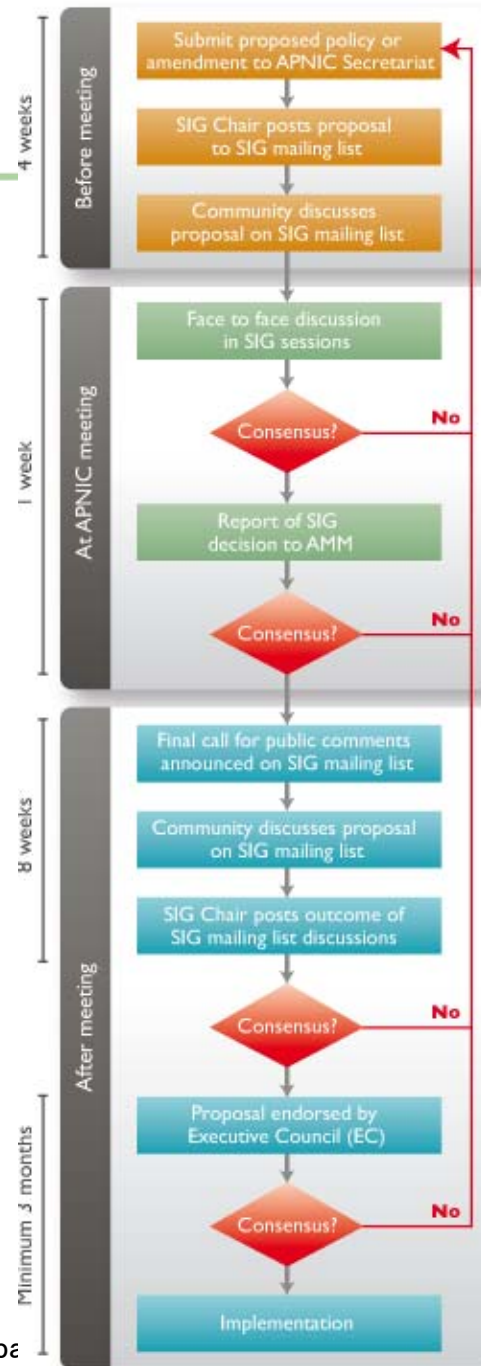 4 weeks
Before meeting
Submit proposed policy or
amendment to APNIC Secretariat
SIG Chair posts proposal
to SIG mailing list
Community discusses
proposal on SIG mailing list
1 week
At APNIC meeting
Face to face discussion
in SIG sessions
Consensus?
No
Report of SIG
decision to AMM
Consensus?
No
8 weeks
After meeting
Final call for public comments
announced on SIG mailing list
Community discusses proposal
on SIG mailing list
SIG Chair posts outcome of
SIG mailing list discussions
Consensus?
No
Minimum 3 months
Proposal endorsed by
Executive Council (EC)
Consensus?
No
Implementation